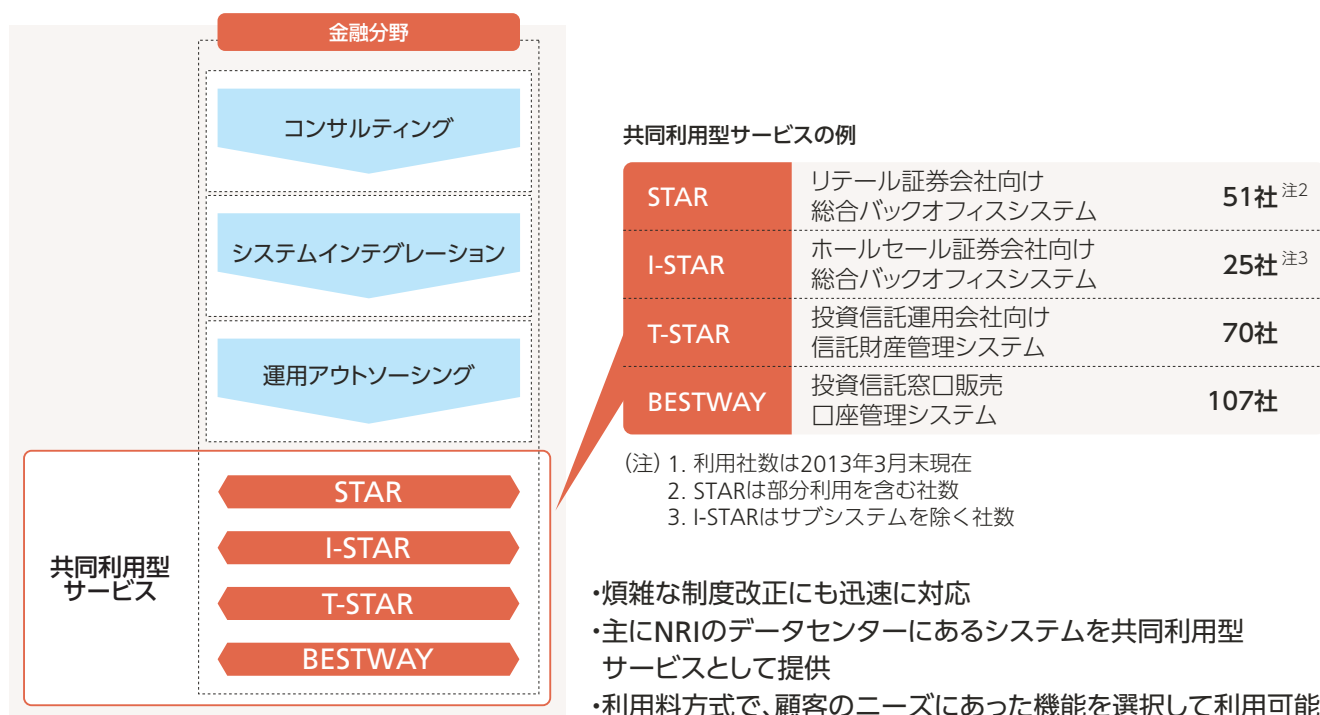 金融分野
コンサルティング
システムインテグレーション
運用アウトソーシング
共同利用型
サービス
STAR
I-STAR
T-STAR
BESTWAY
共同利用型サービスの例
STAR
リテール証券会社向け
総合バックオフィスシステム
51社 注2
I-STAR
ホールセール証券会社向け
総合バックオフィスシステム
25社 注3
T-STAR
投資信託運用会社向け
信託財産管理システム
70社
BESTWAY
投資信託窓口販売
口座管理システム
107社
(注) 1. 利用社数は2013年3月末現在
2. STARは部分利用を含む社数
3. I-STARはサブシステムを除く社数
・煩雑な制度改正にも迅速に対応
・主にNRIのデータセンターにあるシステムを共同利用型
サービスとして提供
・利用料方式で、顧客のニーズにあった機能を選択して利用可能